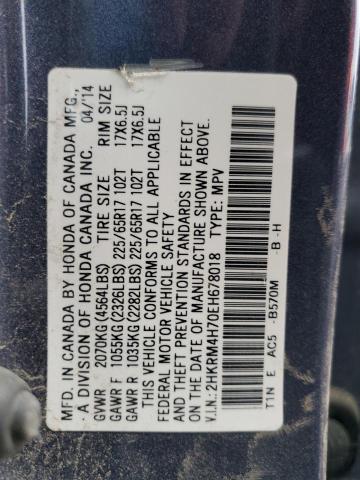 MFD. IN CANADA BY HONDA OF CANADA MFG.,
A DIVISION OF HONDA CANADA INC. 04/14
GVWR 2070KG (4564LBS) TIRE SIZE RIM SIZE
GAWR F 1055KG (2326LBS) 225/65R17 102T 17X6.5J
GAWR R 1035KG (2282LBS) 225/65R17 102T 17X6.5J
THIS VEHICLE CONFORMS TO ALL APPLICABLE
FEDERAL MOTOR VEHICLE SAFETY
AND THEFT PREVENTION STANDARDS IN EFFECT
ON THE DATE OF MANUFACTURE SHOWN ABOVE.
V.I.N.: 2HKRM4H70EH678018 TYPE: MPV
T1N E AC5 -B570M -B -H